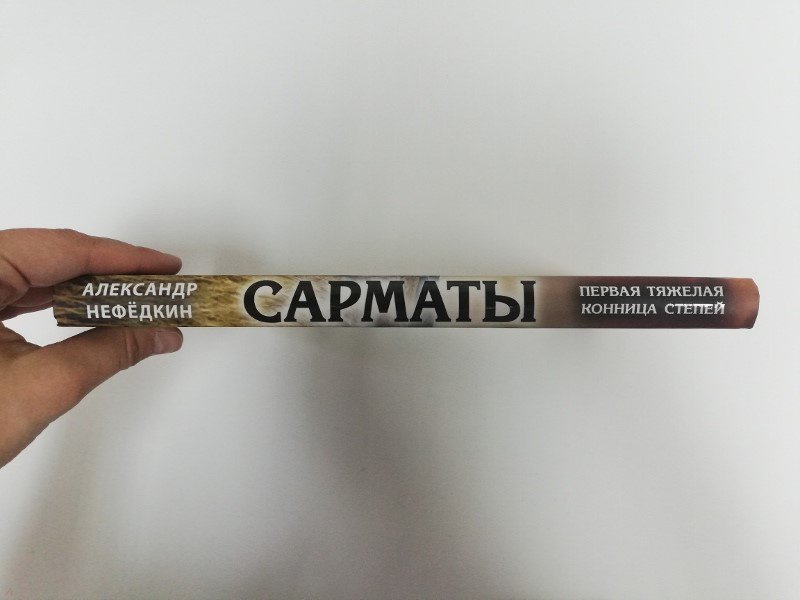 АЛЕКСАНДР
НЕФЁДКИН
САРМАТЫ
ПЕРВАЯ ТЯЖЕЛАЯ
КОННИЦА СТЕПЕЙ